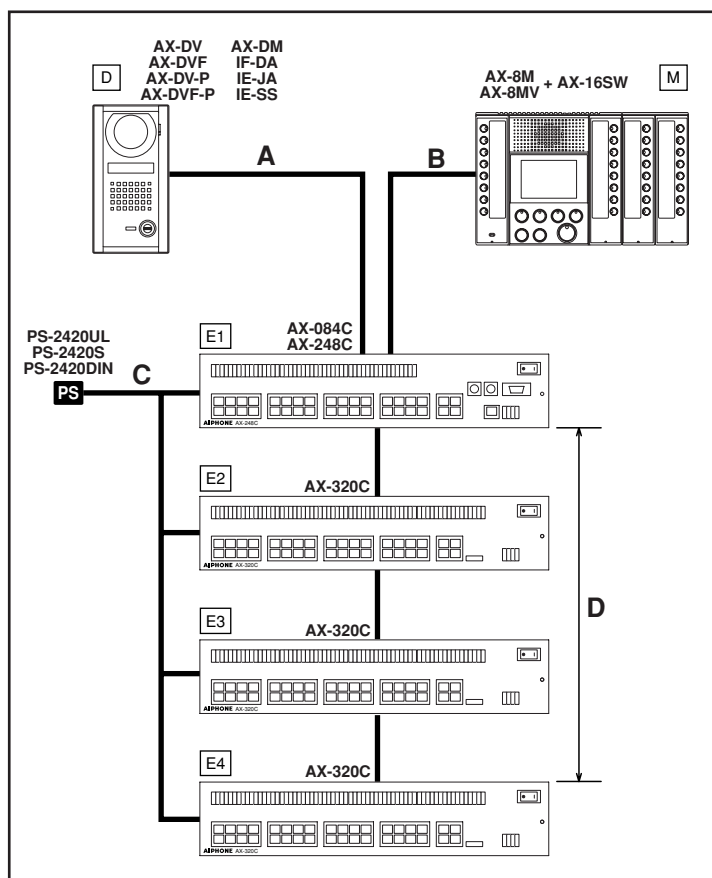 D
AX-DV AX-DM
AX-DVF IF-DA
AX-DV-P IE-JA
AX-DVF-P IE-SS
AX-8M
AX-8MV + AX-16SW
M
A
B
E1
AX-084C
AX-248C
PS-2420UL
PS-2420S
PS-2420DIN
PS
C
AIPHONE AX-248C
E2
AX-320C
AIPHONE AX-320C
D
E3
AX-320C
AIPHONE AX-320C
E4
AX-320C
AIPHONE AX-320C